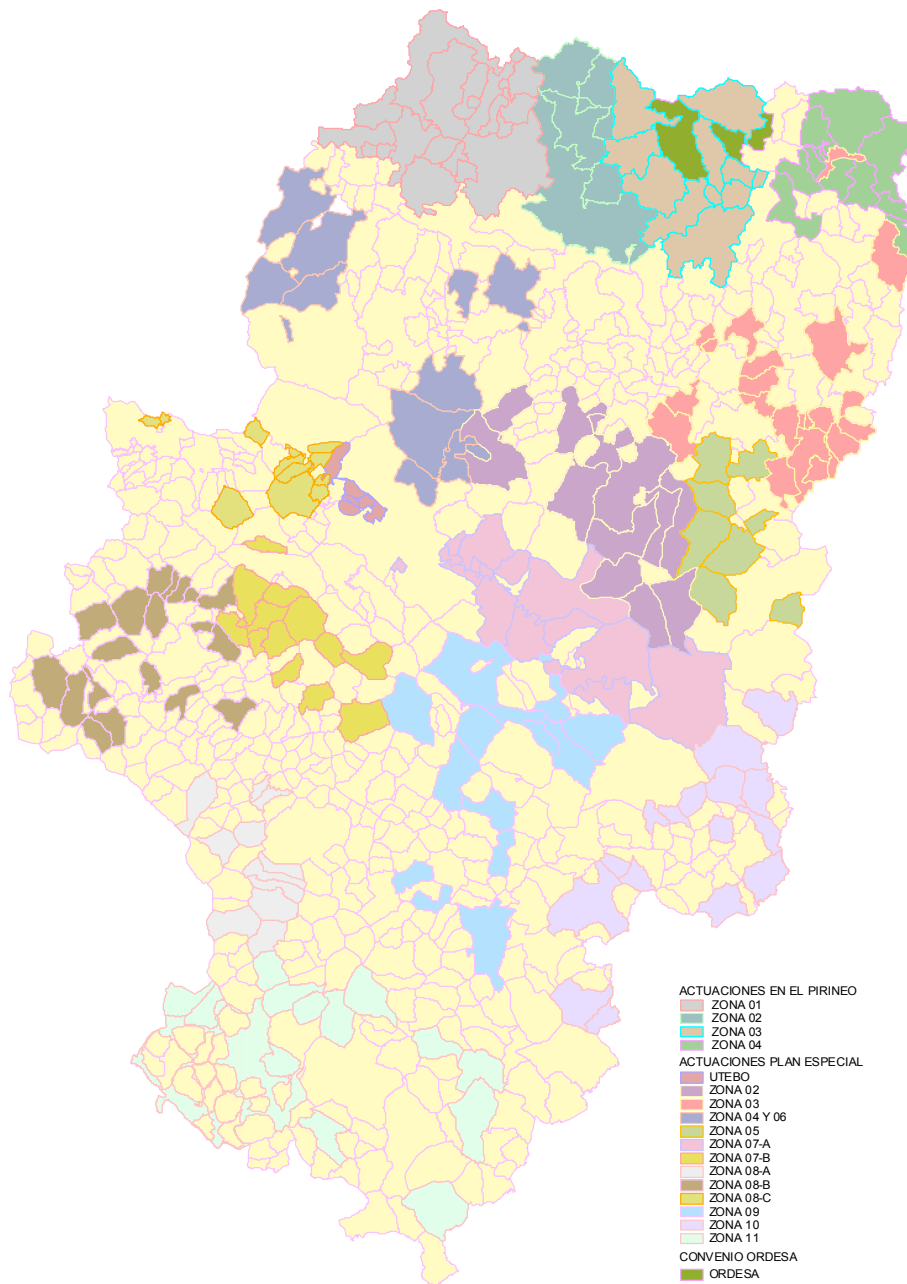 ACTUACIONES EN EL PIRINEO
ZONA 01
ZONA 02
ZONA 03
ZONA 04
ACTUACIONES PLAN ESPECIAL
UTEBO
ZONA 02
ZONA 03
ZONA 04 Y 06
ZONA 05
ZONA 07-A
ZONA 07-B
ZONA 08-A
ZONA 08-B
ZONA 08-C
ZONA 09
ZONA 10
ZONA 11
CONVENIO ORDESA
ORDESA